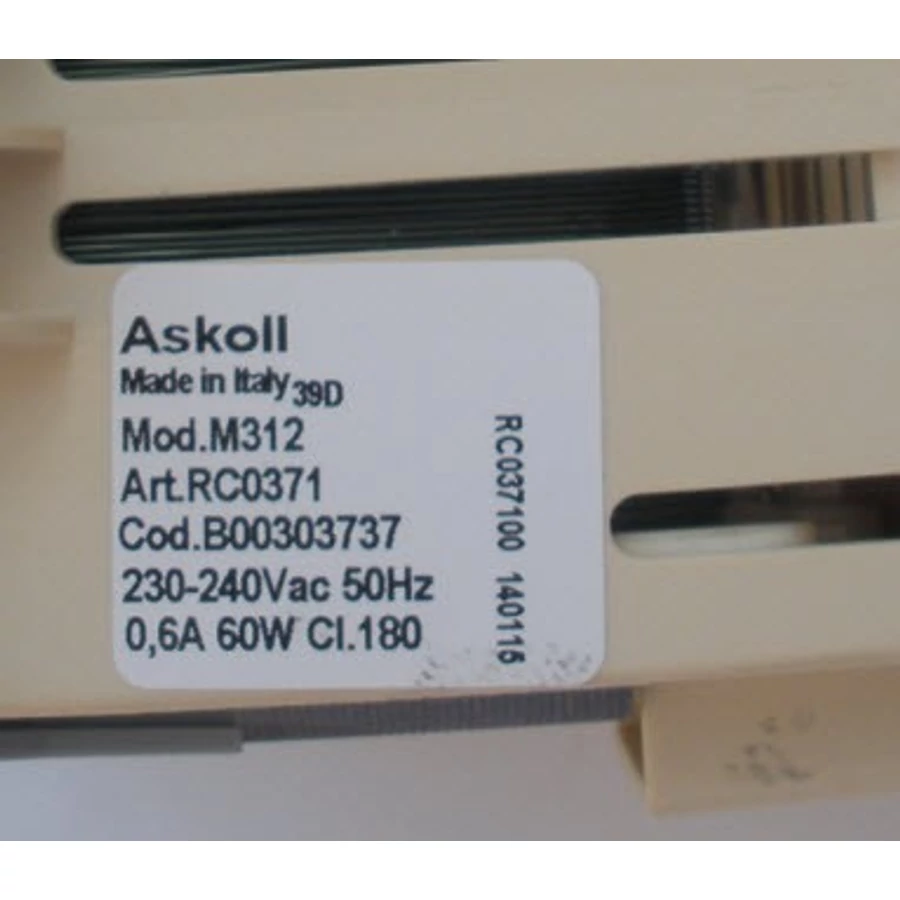 Askoll
Made in Italy 39D
Mod.M312
Art.RC0371
Cod.B00303737
230-240Vac 50Hz
0,6A 60W Cl.180
RC037100 140115